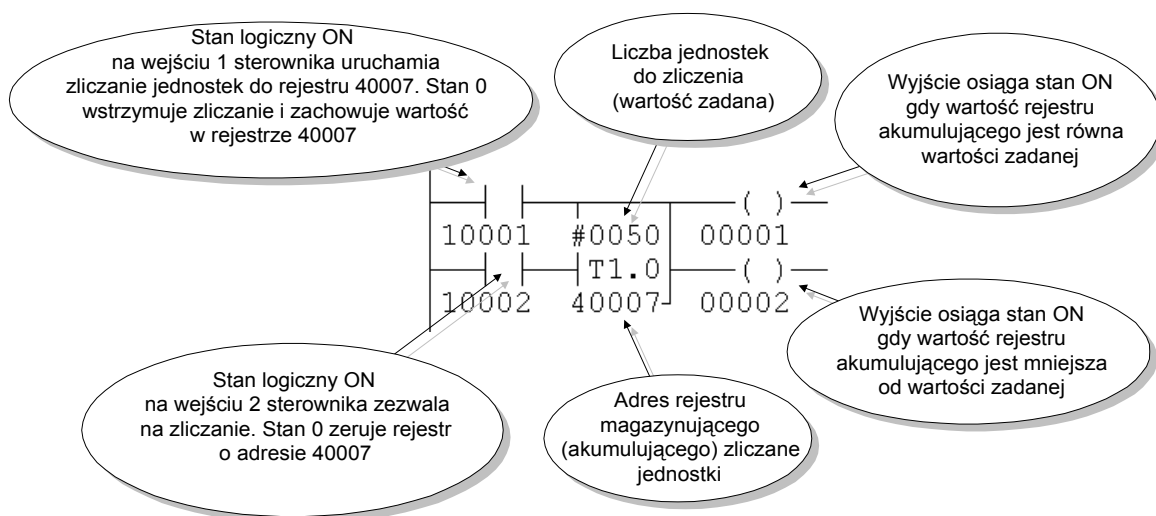 Stan logiczny ON
na wejściu 1 sterownika uruchamia
zliczanie jednostek do rejestru 40007. Stan 0
wstrzymuje zliczanie i zachowuje wartość
w rejestrze 40007
Liczba jednostek
do zliczenia
(wartość zadana)
Wyjście osiąga stan ON
gdy wartość rejestru
akumulującego jest równa
wartości zadanej
( )
10001 #0050 00001
T1.0 ( )
10002 40007 00002
Stan logiczny ON
na wejściu 2 sterownika zezwala
na zliczanie. Stan 0 zeruje rejestr
o adresie 40007
Adres rejestru
magazynującego
(akumulującego) zliczane
jednostki
Wyjście osiąga stan ON
gdy wartość rejestru
akumulującego jest mniejsza
od wartości zadanej